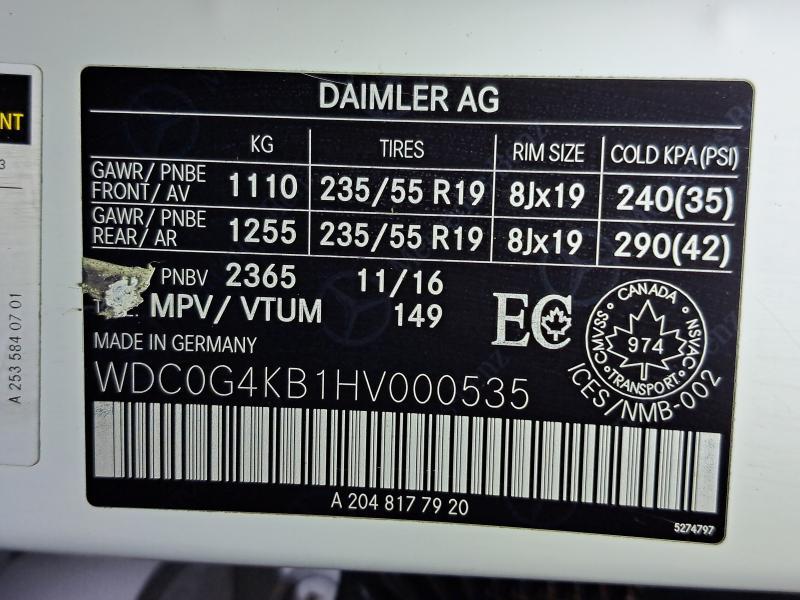 DAIMLER AG
KG TIRES RIM SIZE COLD KPA (PSI)
GAWR/ PNBE FRONT/ AV 1110 235/55 R19 8Jx19 240(35)
GAWR/ PNBE REAR/ AR 1255 235/55 R19 8Jx19 290(42)
PNBV 2365 11/16
MPV/ VTUM 149
MADE IN GERMANY
WDC0G4KB1HV000535
A 204 817 79 20
5274797
EC
CANADA
CMVSS NSVAC
974
TRANSPORT
ICES/NMB-002
NT
3
A 253 584 07 01